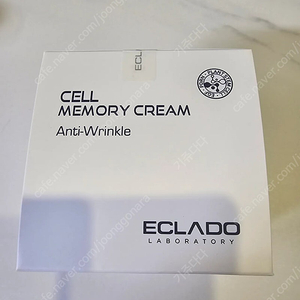 ECLADO
CELL
MEMORY CREAM
Anti-Wrinkle
ECLADO
LABORATORY